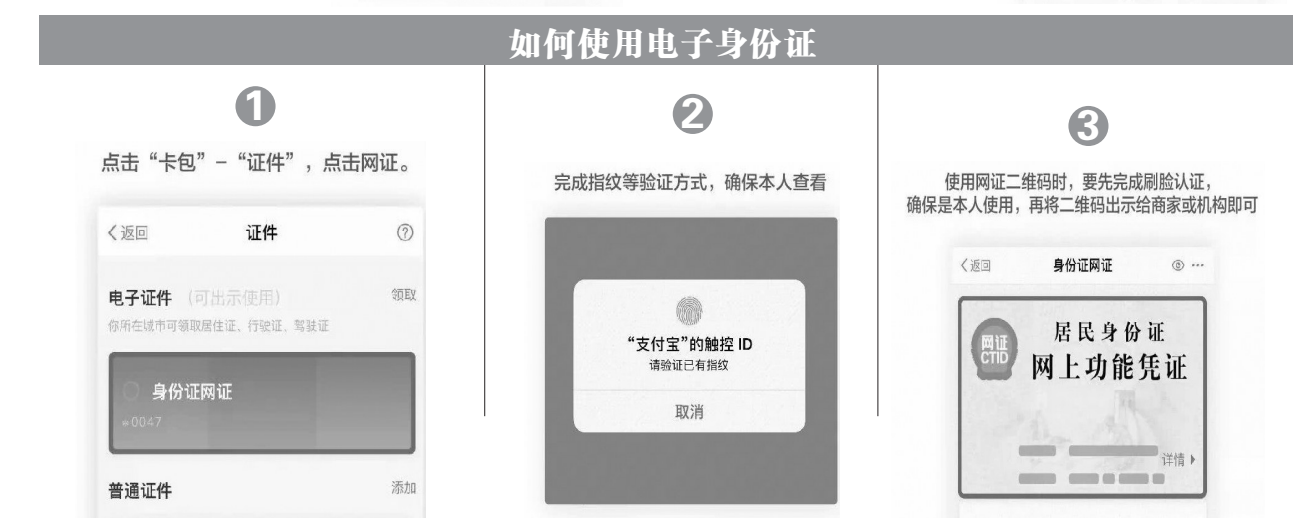 如何使用电子身份证
1
点击“卡包”－“证件”，点击网证。
〈返回
证件
?
电子证件 （可出示使用）
领取
你所在城市可领取居住证、行驶证、驾驶证
身份证网证
0047
普通证件
添加
2
完成指纹等验证方式，确保本人查看
“支付宝”的触控 ID
请验证已有指纹
取消
3
使用网证二维码时，要先完成刷脸认证，
确保是本人使用，再将二维码出示给商家或机构即可
〈返回
身份证网证
网证
CTID
居民身份证
网上功能凭证
详情